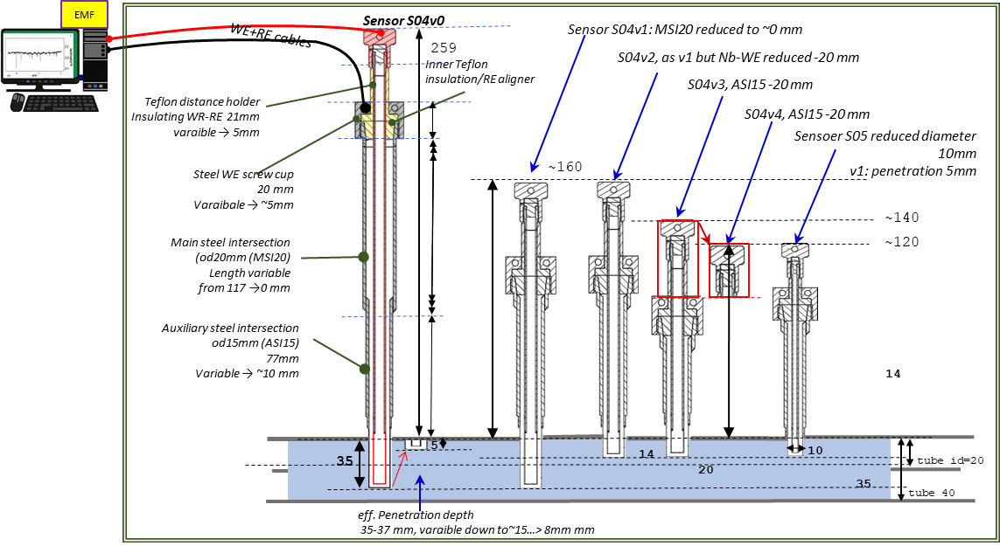 EMF
Sensor S04v0
WE+RE cables
259
Inner Teflon
insulation/RE aligner
Teflon distance holder
Insulating WR-RE 21mm
varaible → 5mm
Steel WE screw cup
20 mm
Varaibale → ~5mm
Main steel intersection
(od20mm (MSI20)
Length variable
from 117 →0 mm
Auxiliary steel intersection
od15mm (ASI15)
77mm
Variable → ~10 mm
Sensor S04v1: MSI20 reduced to ~0 mm
S04v2, as v1 but Nb-WE reduced -20 mm
S04v3, ASI15 -20 mm
S04v4, ASI15 -20 mm
Sensoer S05 reduced diameter
10mm
v1: penetration 5mm
~160
~140
~120
14
35
5
14
20
10
35
tube id=20
tube 40
eff. Penetration depth
35-37 mm, varaible down to~15...> 8mm mm